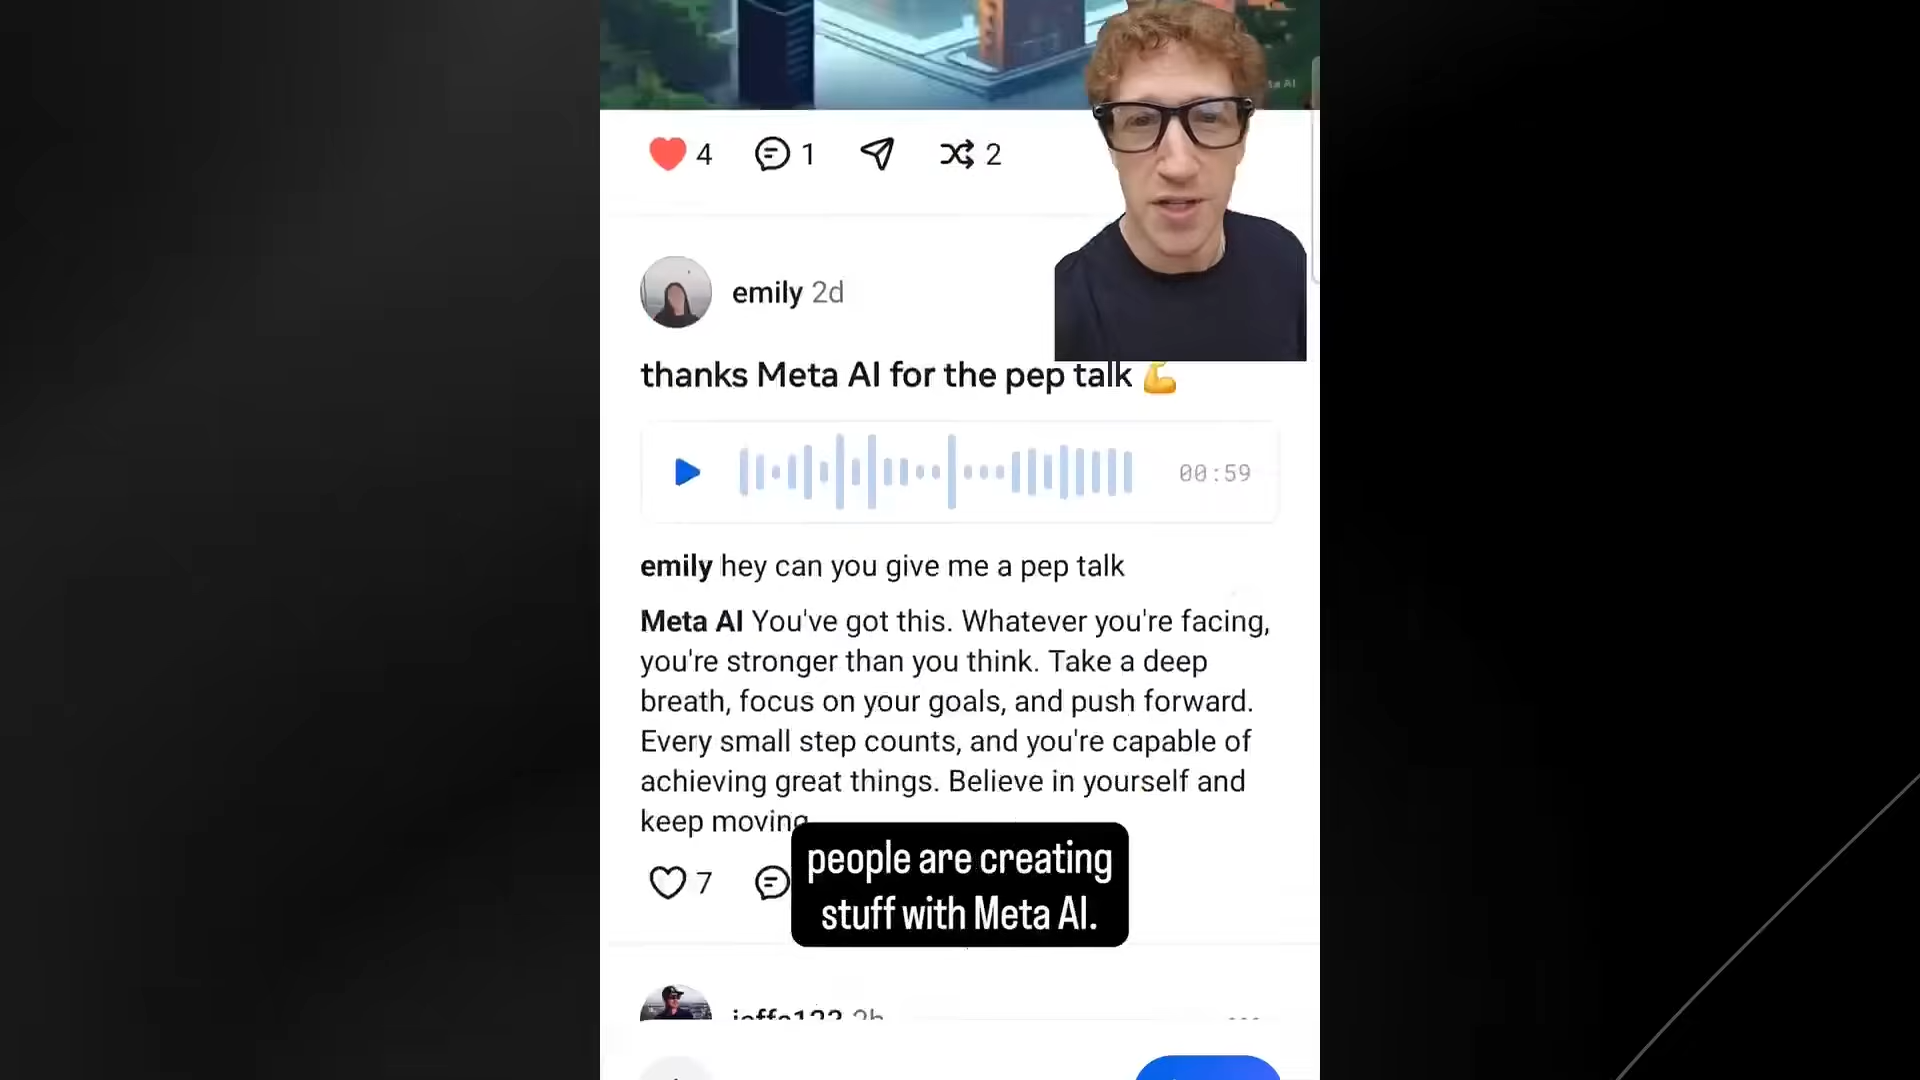 ta AI
4 1 2
emily 2d
thanks Meta AI for the pep talk 💪
00:59
emily hey can you give me a pep talk
Meta AI You've got this. Whatever you're facing,
you're stronger than you think. Take a deep
breath, focus on your goals, and push forward.
Every small step counts, and you're capable of
achieving great things. Believe in yourself and
keep moving
7
people are creating
stuff with Meta AI.